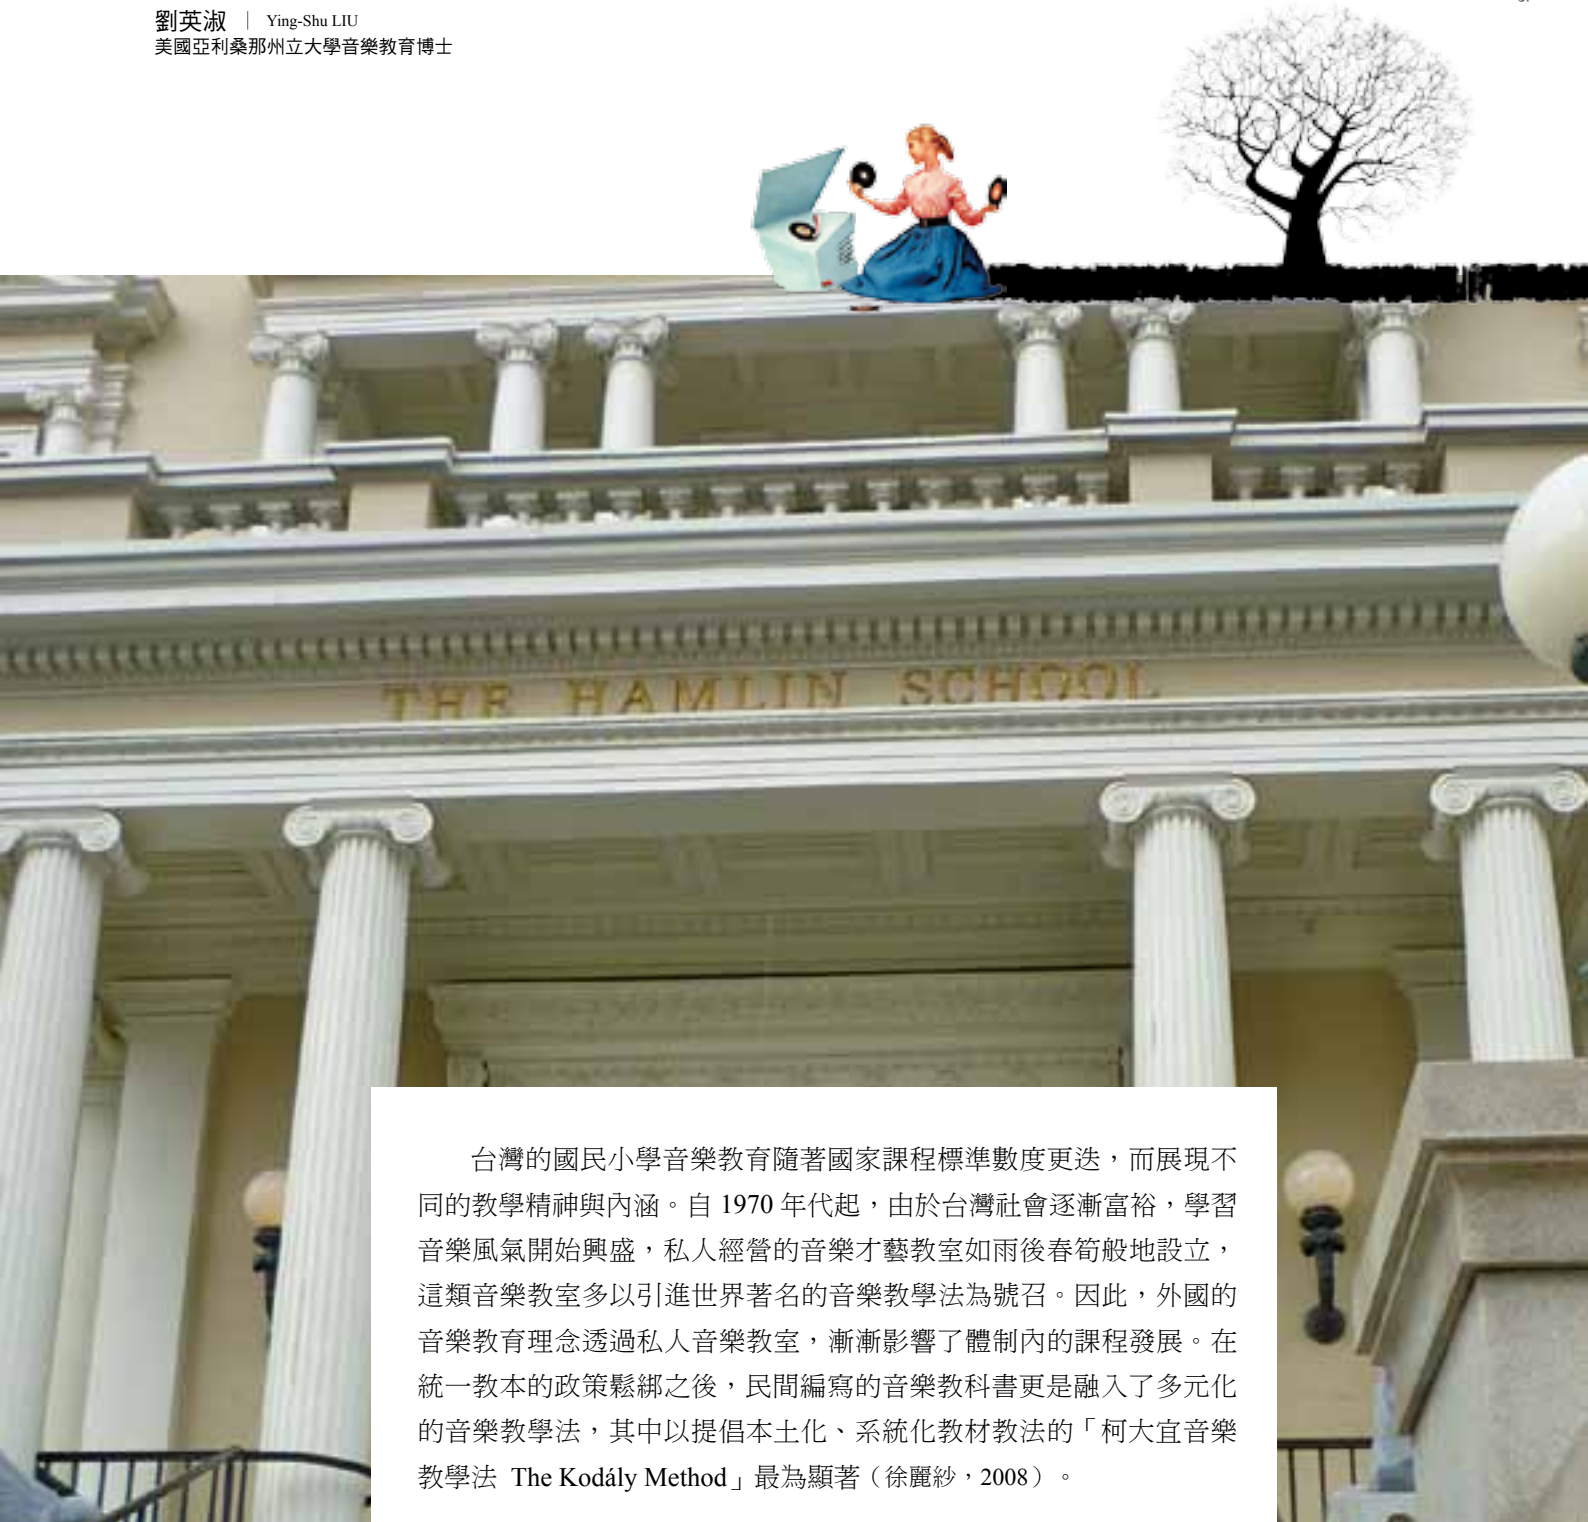 劉英淑 | Ying-Shu LIU
美國亞利桑那州立大學音樂教育博士
THE HAMLIN SCHOOL
台灣的國民小學音樂教育隨著國家課程標準數度更迭，而展現不
同的教學精神與內涵。自 1970 年代起，由於台灣社會逐漸富裕，學習
音樂風氣開始興盛，私人經營的音樂才藝教室如雨後春筍般地設立，
這類音樂教室多以引進世界著名的音樂教學法為號召。因此，外國的
音樂教育理念透過私人音樂教室，漸漸影響了體制內的課程發展。在
統一教本的政策鬆綁之後，民間編寫的音樂教科書更是融入了多元化
的音樂教學法，其中以提倡本土化、系統化教材教法的「柯大宜音樂
教學法 The Kodály Method」最為顯著（徐麗紗，2008）。